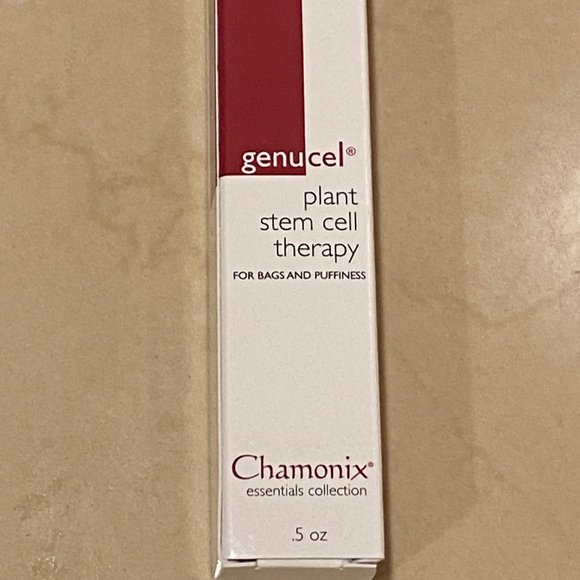 genucel®
plant
stem cell
therapy
FOR BAGS AND PUFFINESS
Chamonix®
essentials collection
.5 oz